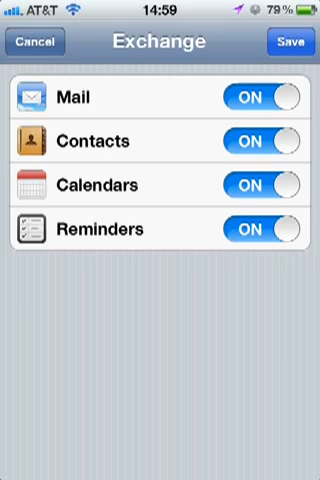 AT&T 14:59 79%
Cancel Exchange Save
Mail ON
Contacts ON
Calendars ON
Reminders ON